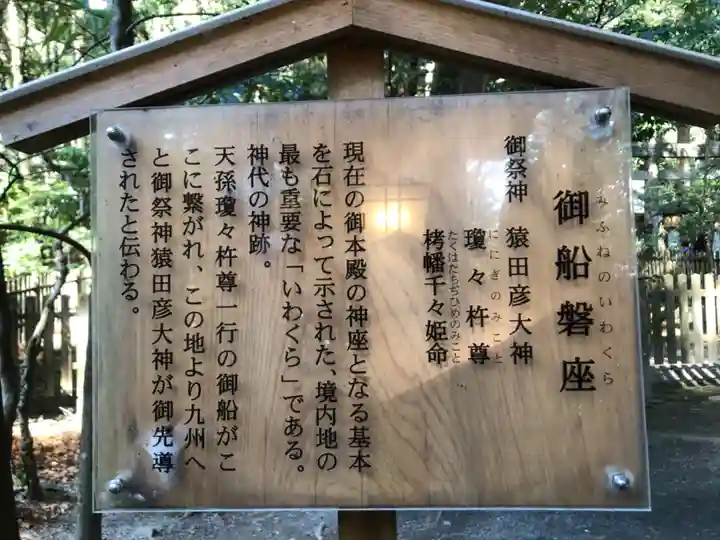 御船磐座
みふねのいわくら
御祭神 猿田彦大神
瓊々杵尊
ににぎのみこと
栲幡千々姫命
たくはたちぢひめのみこと
現在の御本殿の神座となる基本
を石によって示された、境内地の
最も重要な「いわくら」である。
神代の神跡。
天孫瓊々杵尊一行の御船がこ
こに繋がれ、この地より九州へ
と御祭神猿田彦大神が御先導
されたと伝わる。